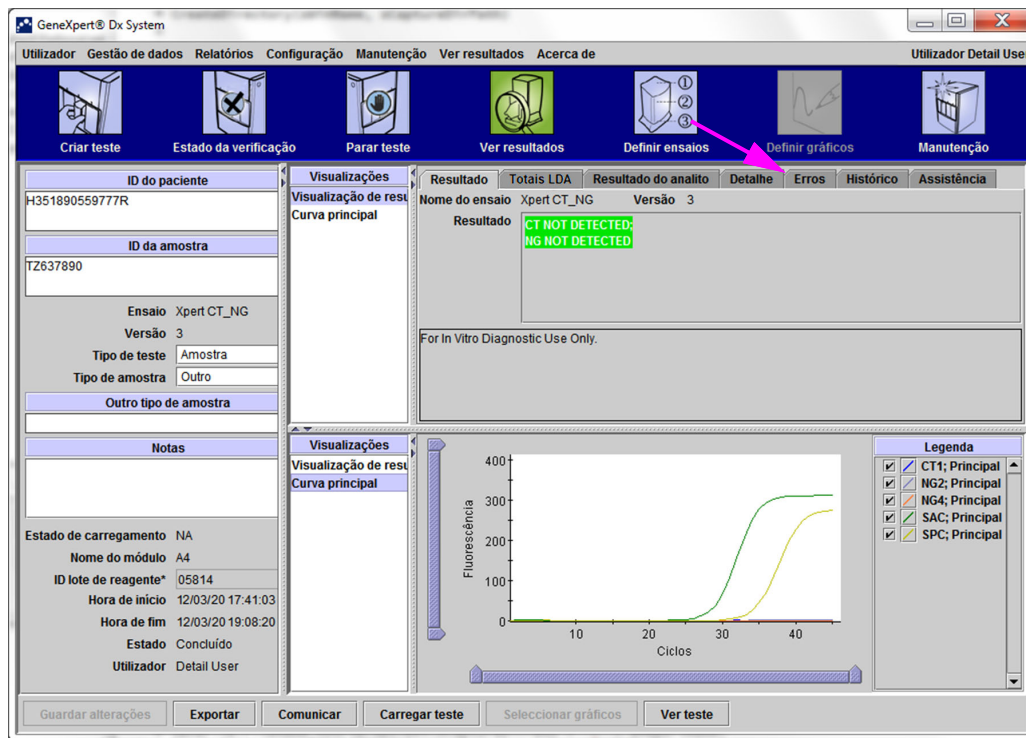 GeneXpert® Dx System
Utilizador Gestão de dados Relatórios Configuração Manutenção Ver resultados Acerca de Utilizador Detail User
Criar teste Estado da verificação Parar teste Ver resultados Definir ensaios Definir gráficos Manutenção
① ② ③
ID do paciente
H351890559777R
ID da amostra
TZ637890
Ensaio Xpert CT_NG
Versão 3
Tipo de teste Amostra
Tipo de amostra Outro
Outro tipo de amostra
Notas
Estado de carregamento NA
Nome do módulo A4
ID lote de reagente* 05814
Hora de início 12/03/20 17:41:03
Hora de fim 12/03/20 19:08:20
Estado Concluído
Utilizador Detail User
Visualizações
Visualização de resu
Curva principal
Resultado Totais LDA Resultado do analito Detalhe Erros Histórico Assistência
Nome do ensaio Xpert CT_NG Versão 3
Resultado CT NOT DETECTED;
NG NOT DETECTED
For In Vitro Diagnostic Use Only.
Visualizações
Visualização de resu
Curva principal
Fluorescência
400
300
200
100
0
10 20 30 40
Ciclos
Legenda
CT1; Principal
NG2; Principal
NG4; Principal
SAC; Principal
SPC; Principal
Guardar alterações Exportar Comunicar Carregar teste Seleccionar gráficos Ver teste